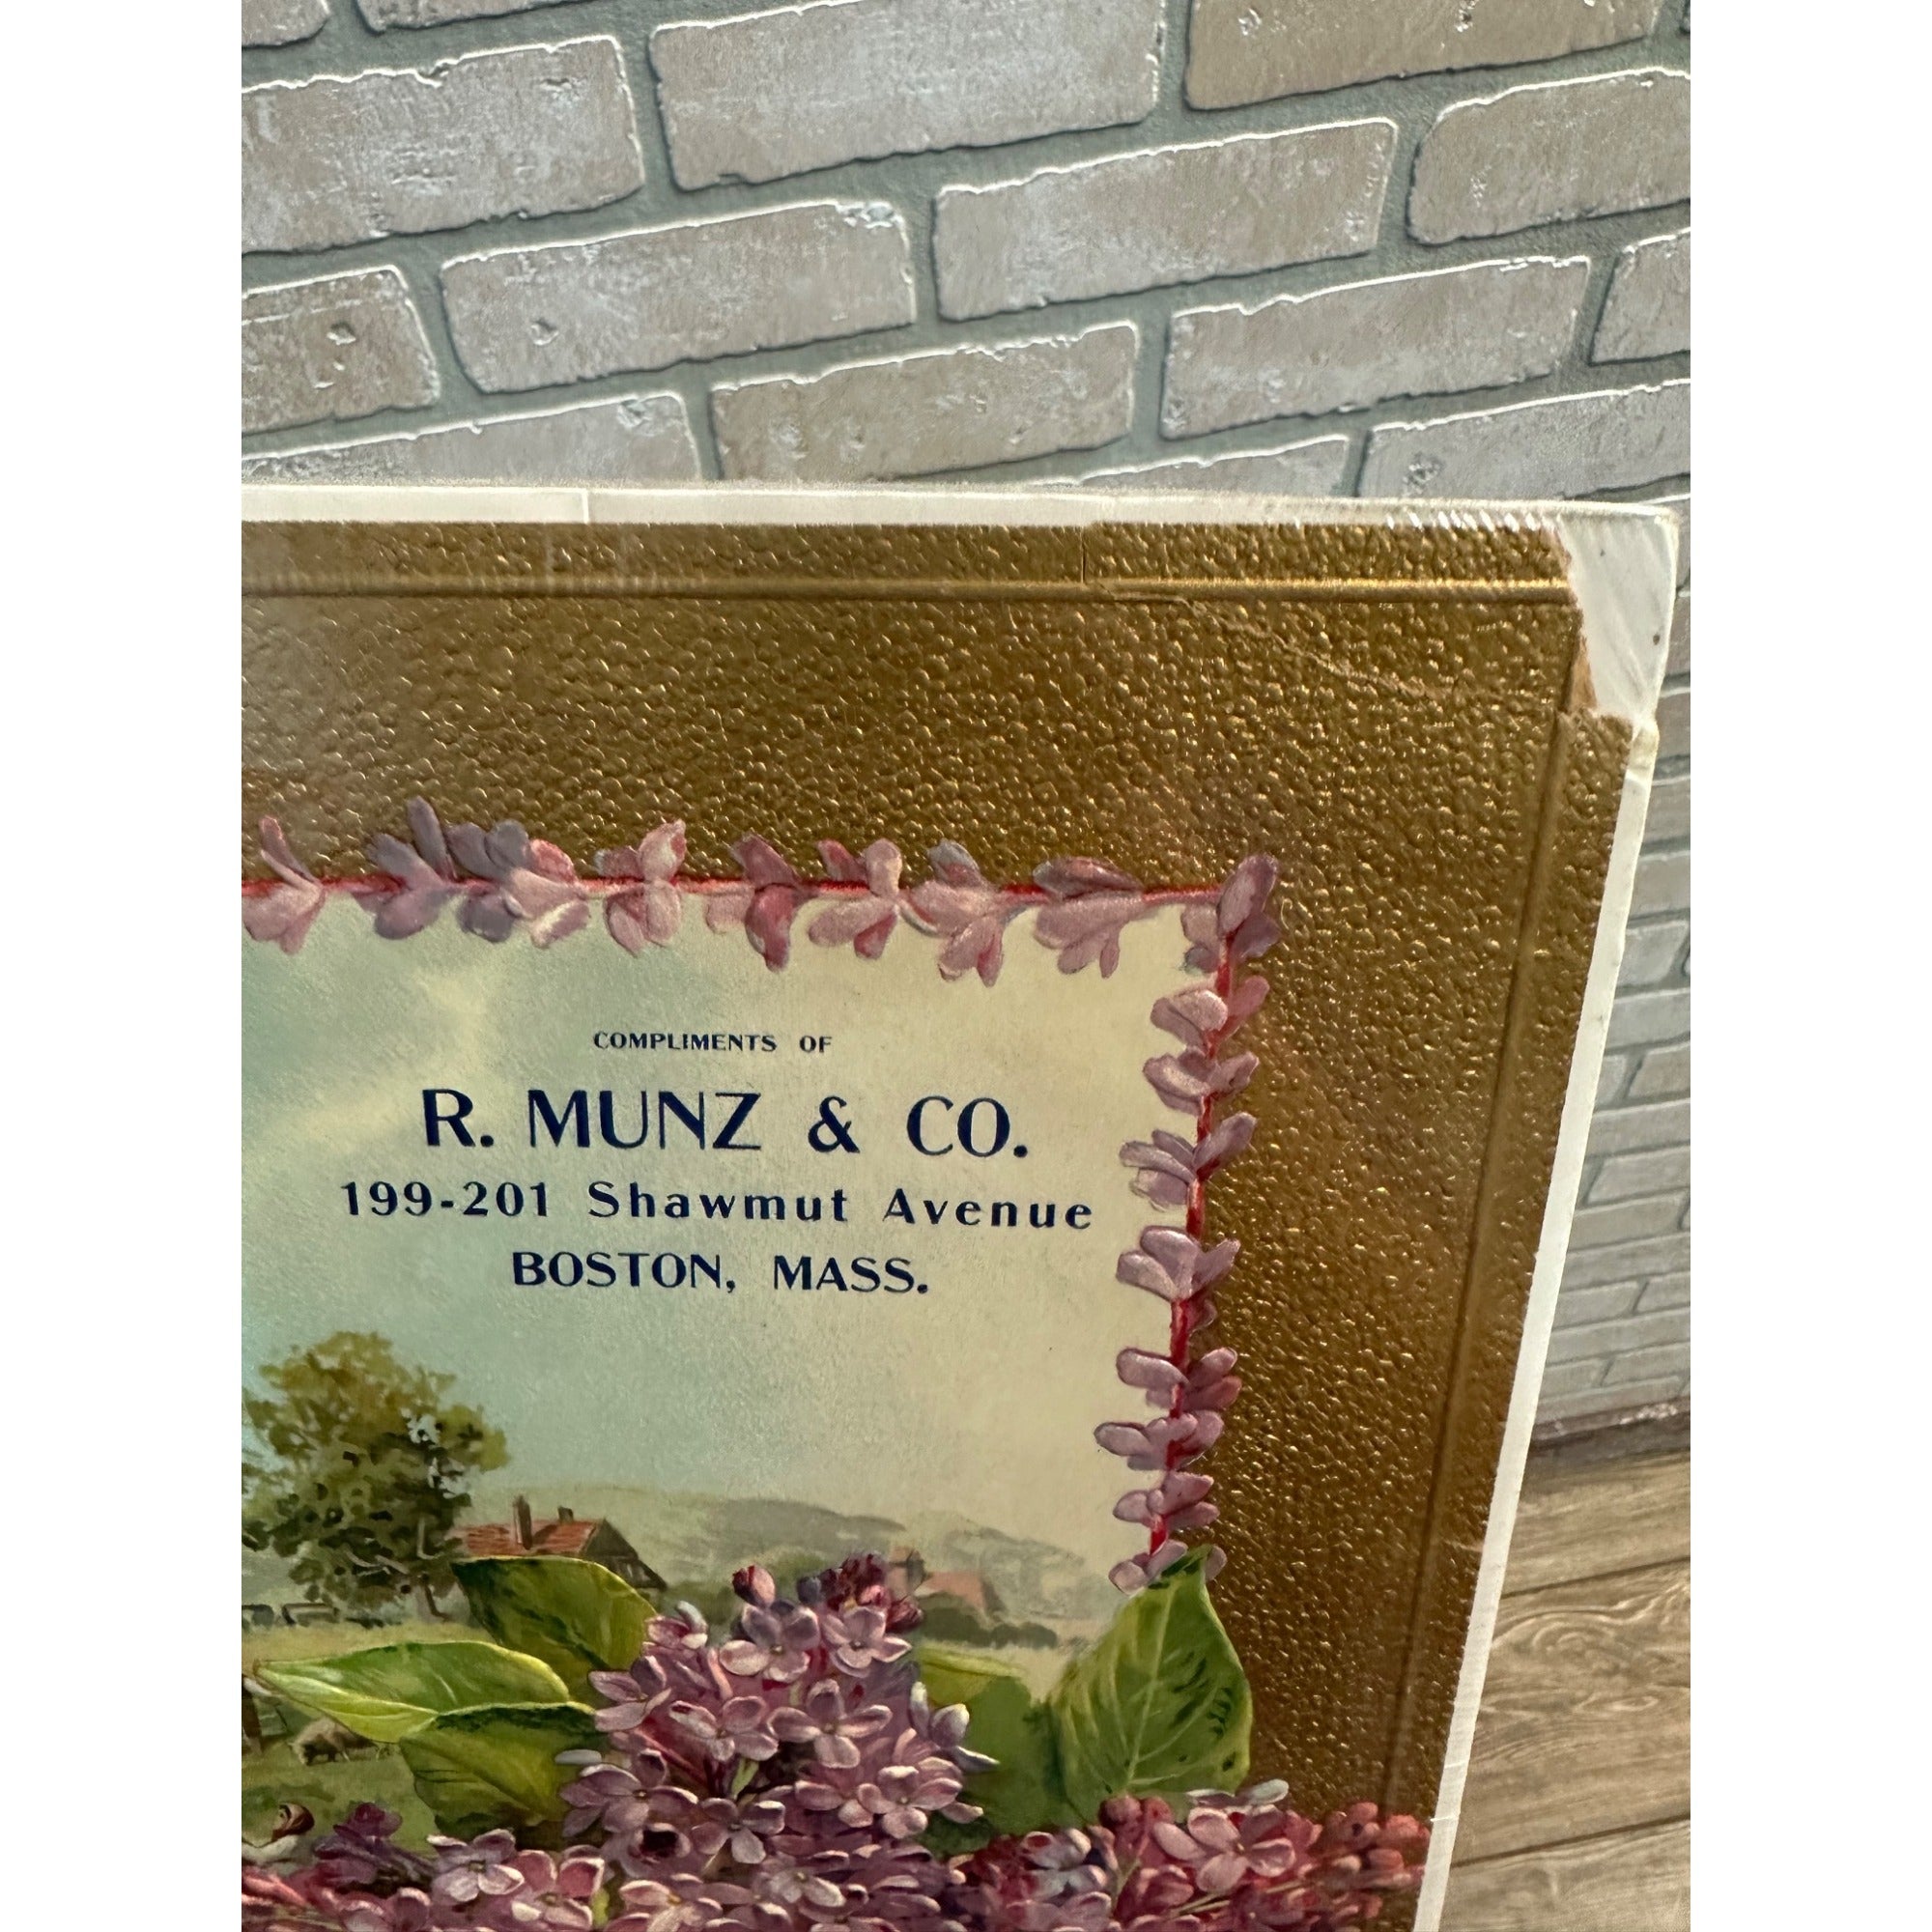 COMPLIMENTS OF
R. MUNZ & CO.
199-201 Shawmut Avenue
BOSTON, MASS.